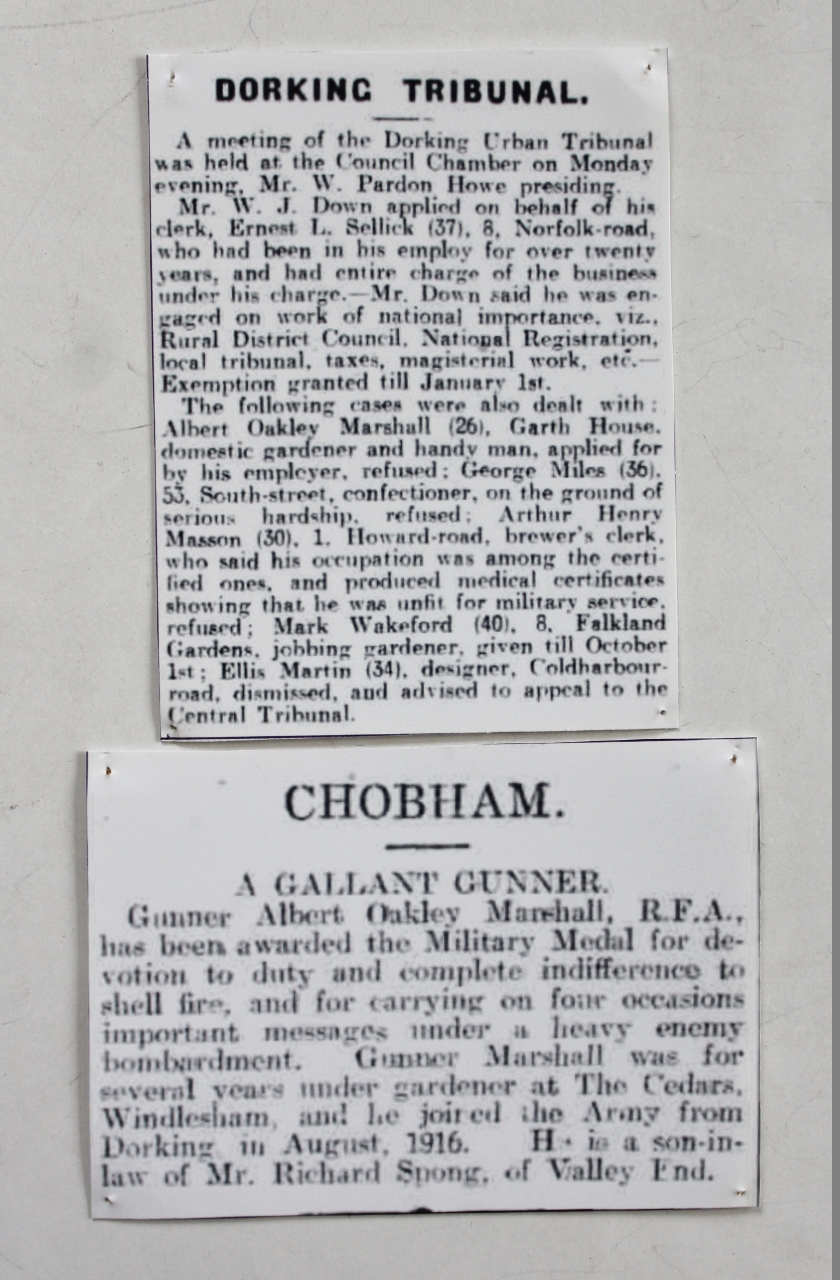 DORKING TRIBUNAL.
A meeting of the Dorking Urban Tribunal
was held at the Council Chamber on Monday
evening, Mr. W. Pardon Howe presiding.
Mr. W. J. Down applied on behalf of his
clerk, Ernest L. Sellick (37), 8, Norfolk-road,
who had been in his employ for over twenty
years, and had entire charge of the business
under his charge.—Mr. Down said he was en-
gaged on work of national importance, viz.,
Rural District Council, National Registration,
local tribunal, taxes, magisterial work, etc.—
Exemption granted till January 1st.
The following cases were also dealt with:
Albert Oakley Marshall (26), Garth House,
domestic gardener and handy man, applied for
by his employer, refused; George Miles (36),
53, South-street, confectioner, on the ground of
serious hardship, refused; Arthur Henry
Masson (30), 1, Howard-road, brewer's clerk,
who said his occupation was among the certi-
fied ones, and produced medical certificates
showing that he was unfit for military service,
refused; Mark Wakeford (40), 8, Falkland
Gardens, jobbing gardener, given till October
1st; Ellis Martin (34), designer, Coldharbour-
road, dismissed, and advised to appeal to the
Central Tribunal.
CHOBHAM.
A GALLANT GUNNER.
Gunner Albert Oakley Marshall, R.F.A.,
has been awarded the Military Medal for de-
votion to duty and complete indifference to
shell fire, and for carrying on four occasions
important messages under a heavy enemy
bombardment. Gunner Marshall was for
several years under gardener at The Cedars,
Windlesham, and he joired the Army from
Dorking in August, 1916. He is a son-in-
law of Mr. Richard Spong, of Valley End.